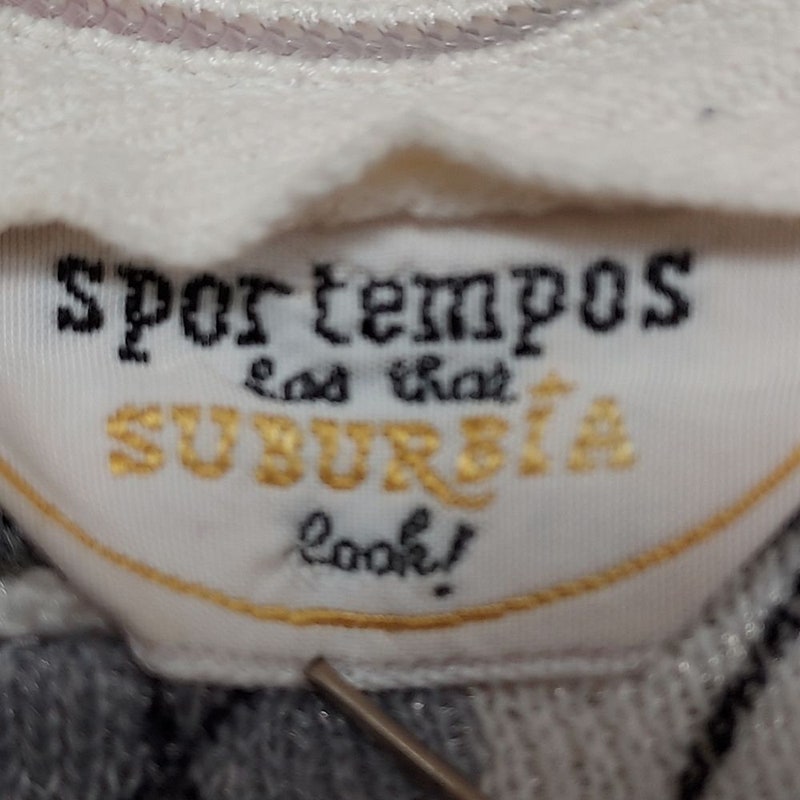 sportempos
has that
SUBURBIA
look!